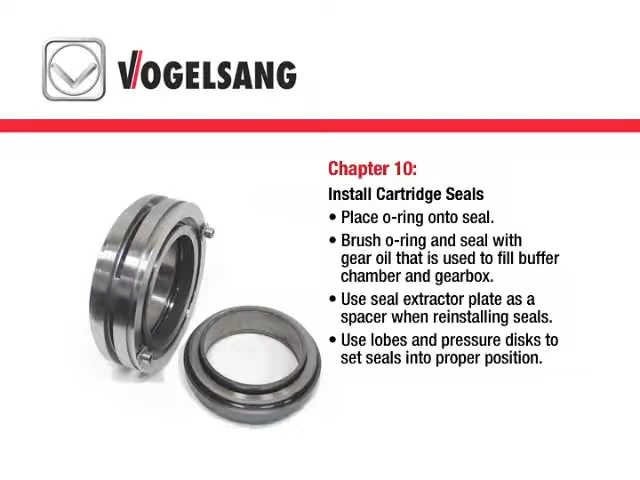 VOGELSANG
Chapter 10:
Install Cartridge Seals
• Place o-ring onto seal.
• Brush o-ring and seal with
gear oil that is used to fill buffer
chamber and gearbox.
• Use seal extractor plate as a
spacer when reinstalling seals.
• Use lobes and pressure disks to
set seals into proper position.